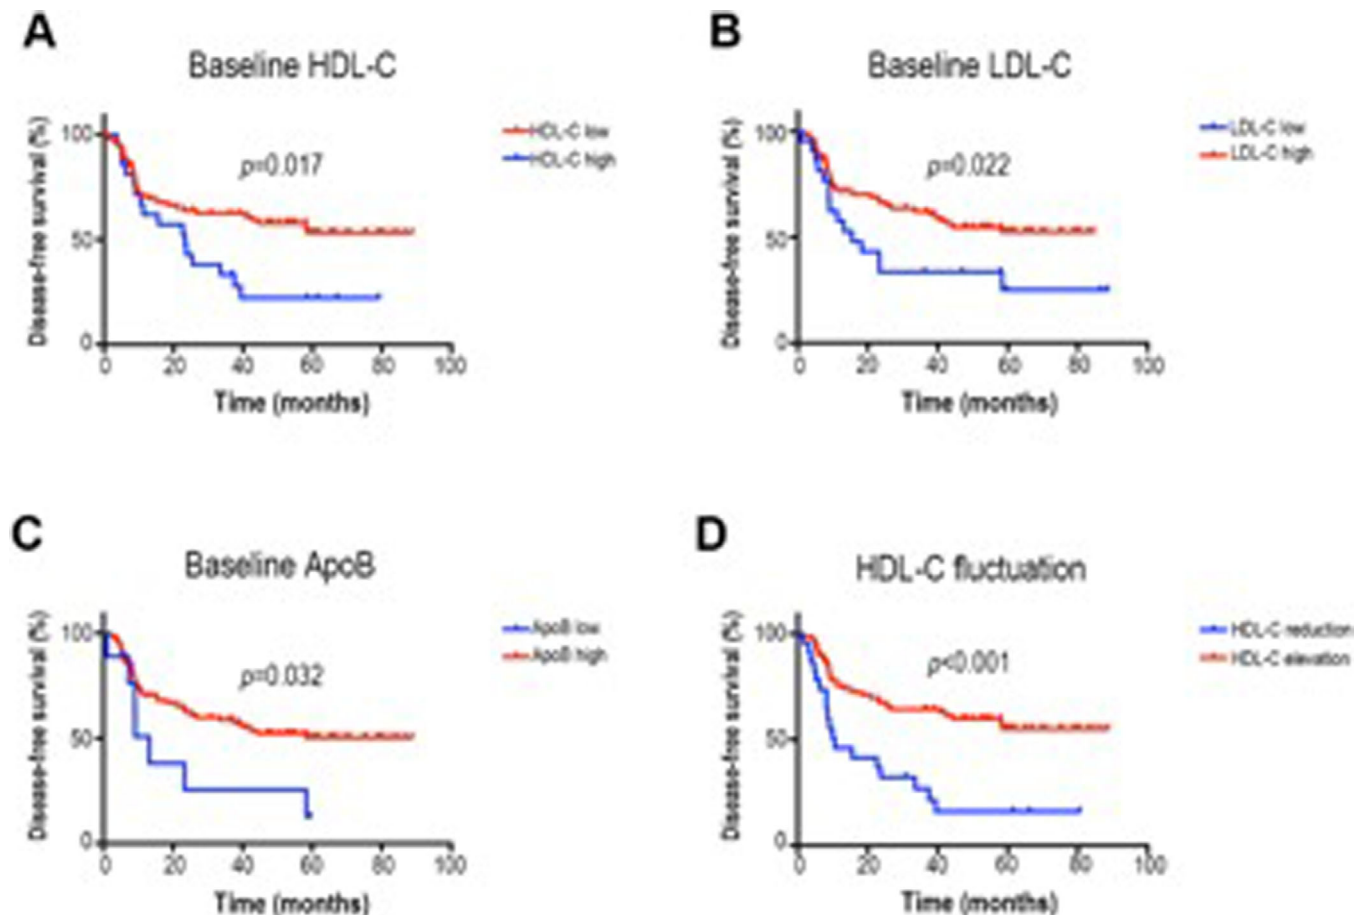 A
Baseline HDL-C
Disease-free survival (%)
100
50
0
0 20 40 60 80 100
Time (months)
p=0.017
HDL-C low
HDL-C high
B
Baseline LDL-C
Disease-free survival (%)
100
50
0
0 20 40 60 80 100
Time (months)
p=0.022
LDL-C low
LDL-C high
C
Baseline ApoB
Disease-free survival (%)
100
50
0
0 20 40 60 80 100
Time (months)
p=0.032
ApoB low
ApoB high
D
HDL-C fluctuation
Disease-free survival (%)
100
50
0
0 20 40 60 80 100
Time (months)
p<0.001
HDL-C reduction
HDL-C elevation